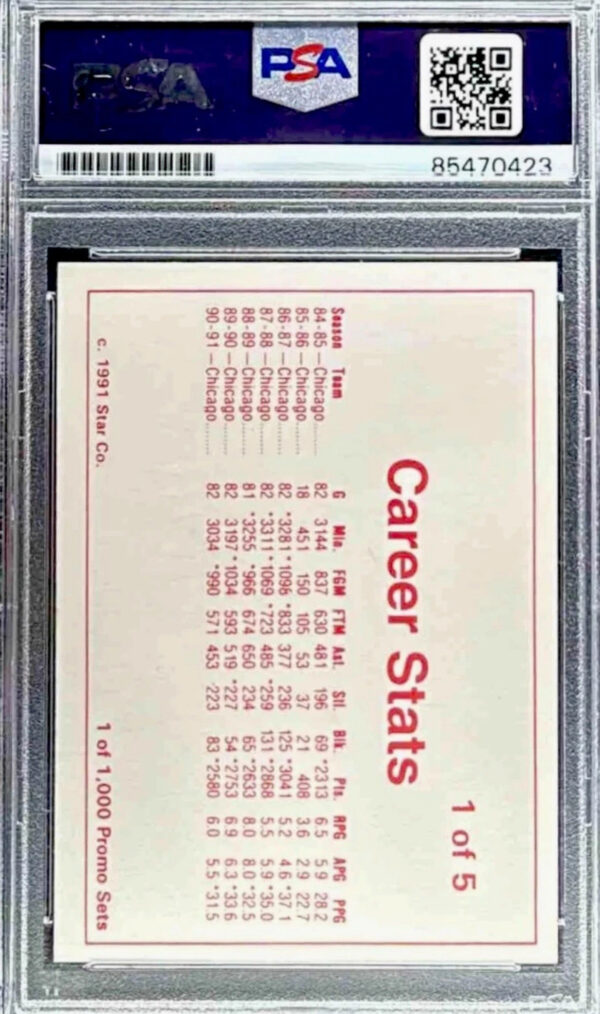 PSA
PSA
85470423
1 of 5
Career Stats
Season Team G Min. FGM FTM Ast. Stl. Blk. Pts. RPG APG PPG
84-85 — Chicago ........ 82 3144 837 630 481 196 69 *2313 6.5 5.9 28.2
85-86 — Chicago ........ 18 451 150 105 53 37 21 408 3.6 2.9 22.7
86-87 — Chicago ........ 82 *3281 *1098 *833 377 236 125 *3041 5.2 4.6 *37.1
87-88 — Chicago ........ 82 *3311 *1069 *723 485 *259 131 *2868 5.5 5.9 *35.0
88-89 — Chicago ........ 81 *3255 *966 674 650 234 65 *2633 8.0 8.0 *32.5
89-90 — Chicago ........ 82 3197 *1034 593 519 *227 54 *2753 6.9 6.3 *33.6
90-91 — Chicago ........ 82 3034 *990 571 453 223 83 *2580 6.0 5.5 *31.5
c. 1991 Star Co. 1 of 1,000 Promo Sets